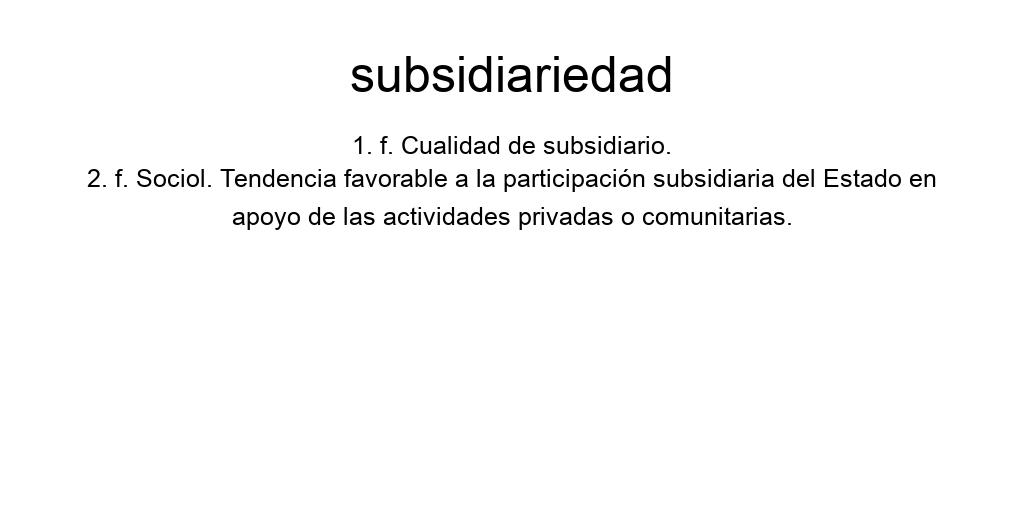 subsidiariedad
1. f. Cualidad de subsidiario.
2. f. Sociol. Tendencia favorable a la participación subsidiaria del Estado en
apoyo de las actividades privadas o comunitarias.